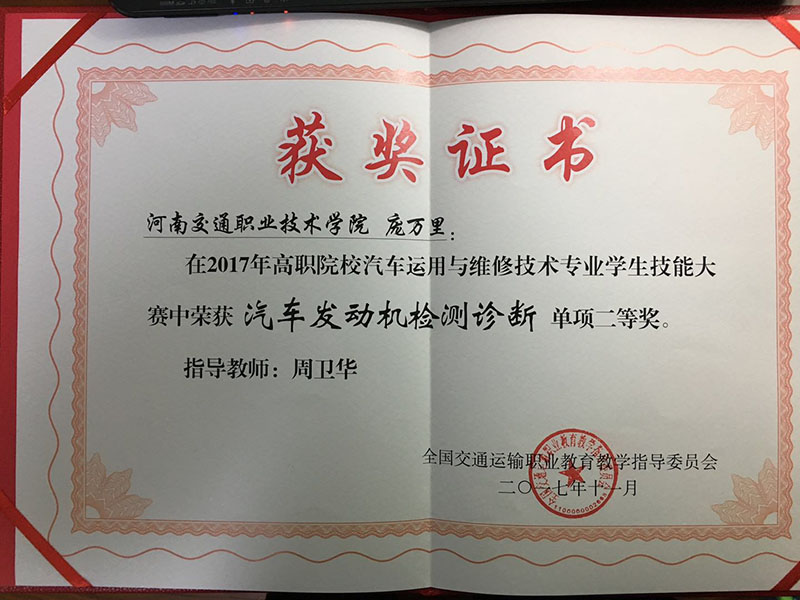 获奖证书
河南交通职业技术学院 庞万里：
在2017年高职院校汽车运用与维修技术专业学生技能大
赛中荣获 汽车发动机检测诊断 单项二等奖。
指导教师：周卫华
全国交通运输职业教育教学指导委员会
二〇一七年十一月